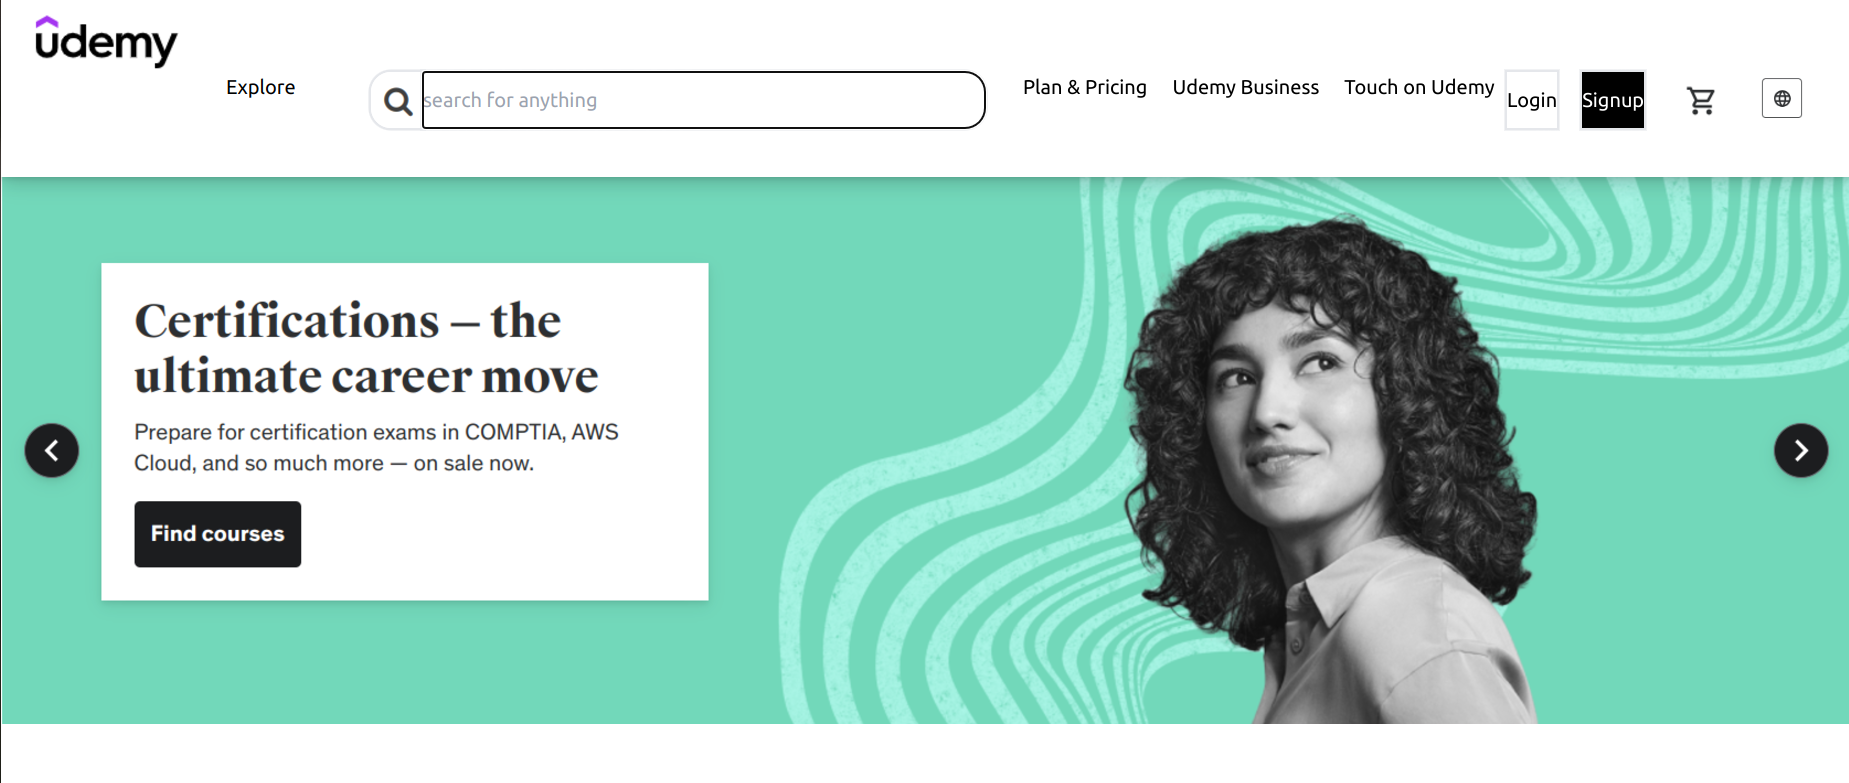 udemy
Explore
search for anything
Plan & Pricing
Udemy Business
Touch on Udemy
Login
Signup
Certifications – the
ultimate career move
Prepare for certification exams in COMPTIA, AWS
Cloud, and so much more — on sale now.
Find courses